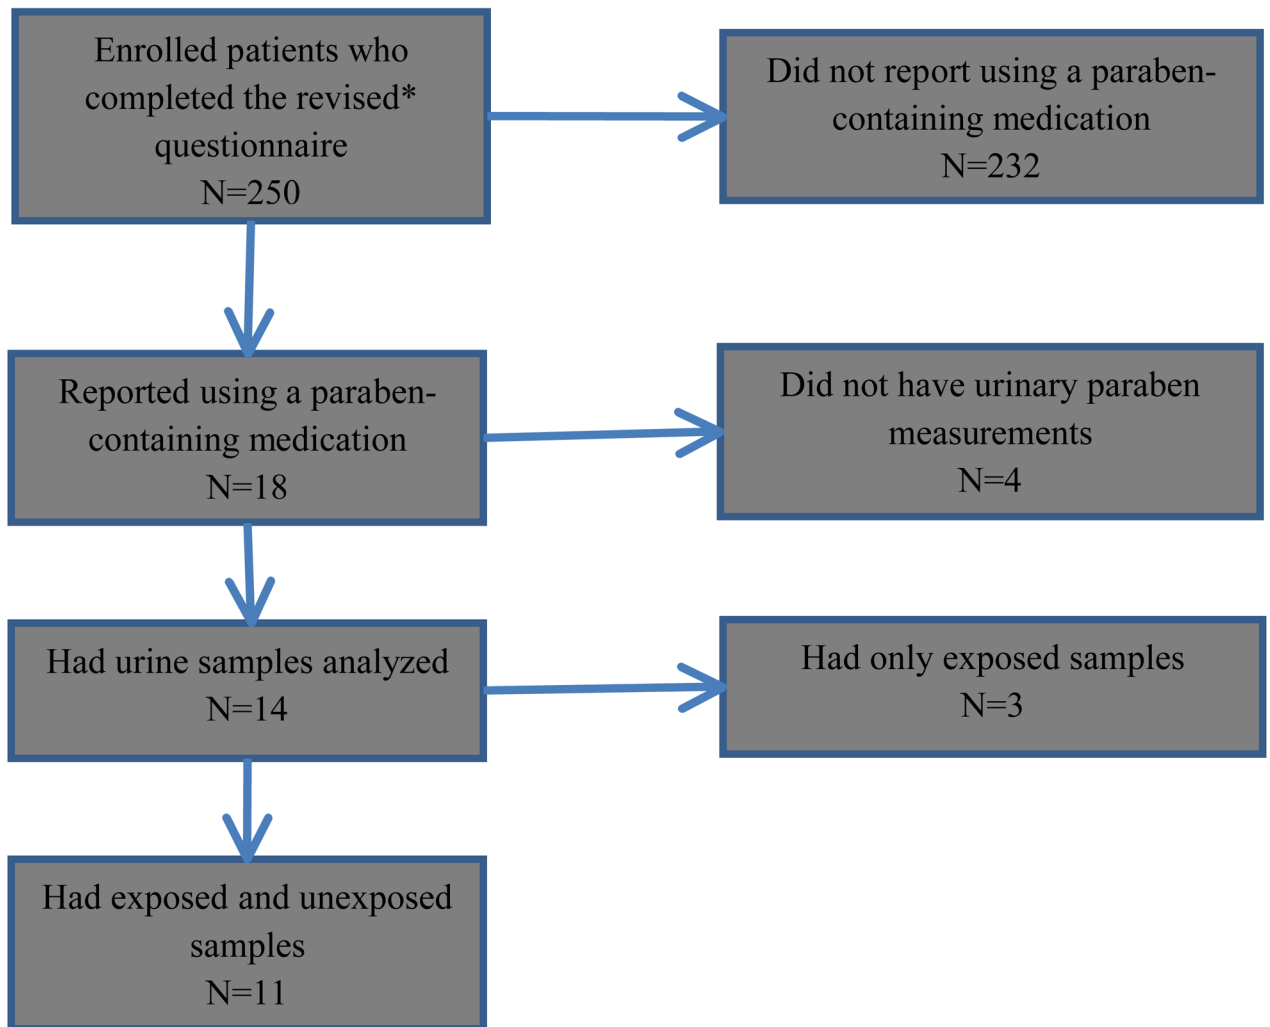 Enrolled patients who
completed the revised*
questionnaire
N=250
Did not report using a paraben-
containing medication
N=232
Reported using a paraben-
containing medication
N=18
Did not have urinary paraben
measurements
N=4
Had urine samples analyzed
N=14
Had only exposed samples
N=3
Had exposed and unexposed
samples
N=11